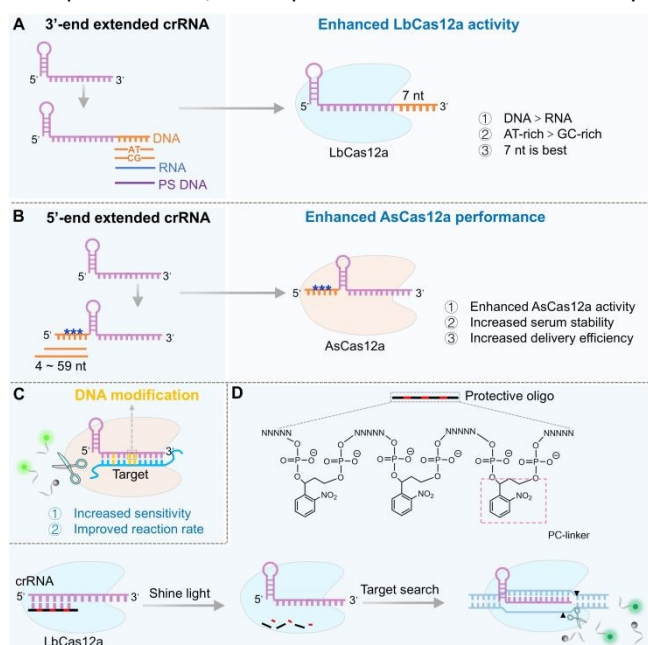 A 3'-end extended crRNA
Enhanced LbCas12a activity
5' 3'
5' 3'
DNA
AT
CG
RNA
PS DNA
7 nt
5' 3'
LbCas12a
① DNA > RNA
② AT-rich > GC-rich
③ 7 nt is best
B 5'-end extended crRNA
Enhanced AsCas12a performance
5' 3'
5' *** 3'
4 ~ 59 nt
5' *** 3'
AsCas12a
① Enhanced AsCas12a activity
② Increased serum stability
③ Increased delivery efficiency
C DNA modification
5' 3'
Target
① Increased sensitivity
② Improved reaction rate
D Protective oligo
NNNNN NNNNN NNNNN NNNNN
O O O O O O
O=P-O⊖ O=P-O⊖ O=P-O⊖ O=P-O⊖ O=P-O⊖ O=P-O⊖
O O O O O O
NO₂ NO₂ NO₂
PC-linker
crRNA
5' 3'
LbCas12a
Shine light
5' 3'
Target search